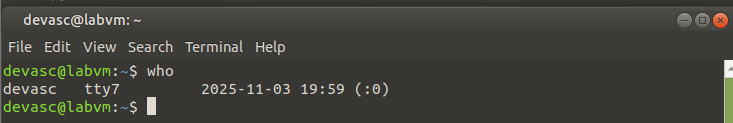 devasc@labvm: ~
File Edit View Search Terminal Help
devasc@labvm:~$ who
devasc   tty7         2025-11-03 19:59 (:0)
devasc@labvm:~$